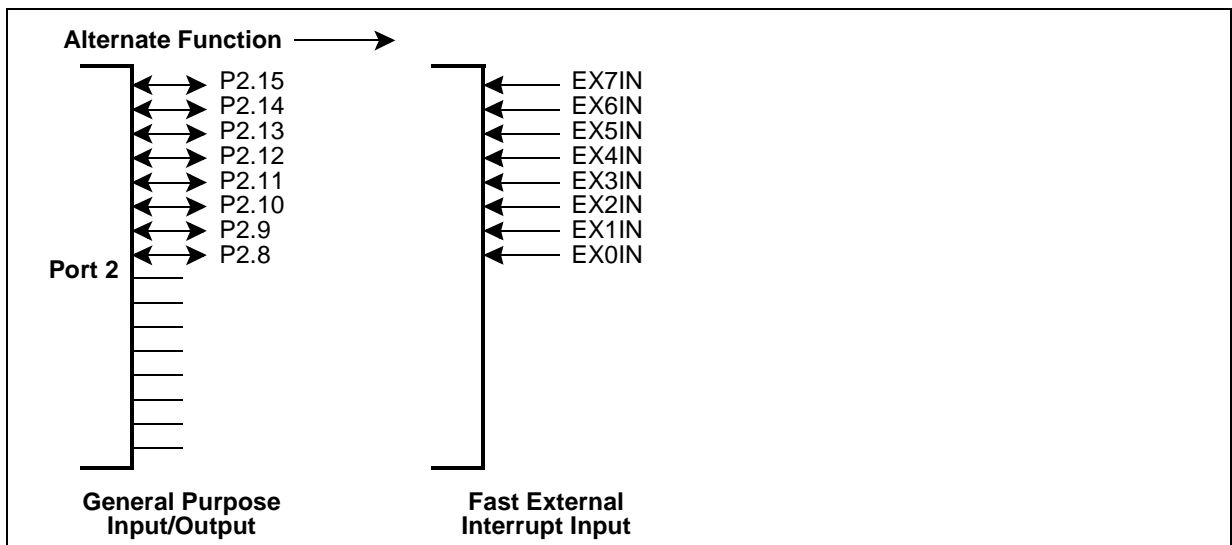 Alternate Function
P2.15 EX7IN
P2.14 EX6IN
P2.13 EX5IN
P2.12 EX4IN
P2.11 EX3IN
P2.10 EX2IN
P2.9 EX1IN
P2.8 EX0IN
Port 2
General Purpose
Input/Output
Fast External
Interrupt Input